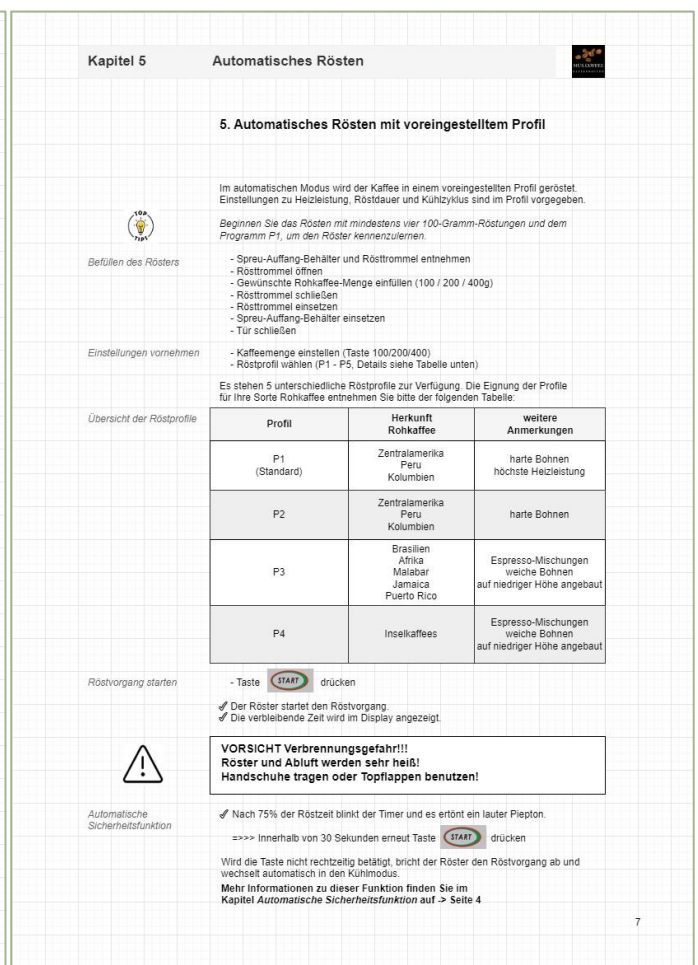 Kapitel 5 Automatisches Rösten
5. Automatisches Rösten mit voreingestelltem Profil
Im automatischen Modus wird der Kaffee in einem voreingestellten Profil geröstet.
Einstellungen zu Heizleistung, Röstdauer und Kühlzyklus sind im Profil vorgegeben.
TOP
TIP!
Beginnen Sie das Rösten mit mindestens vier 100-Gramm-Röstungen und dem
Programm P1, um den Röster kennenzulernen.
Befüllen des Rösters
- Spreu-Auffang-Behälter und Rösttrommel entnehmen
- Rösttrommel öffnen
- Gewünschte Rohkaffee-Menge einfüllen (100 / 200 / 400g)
- Rösttrommel schließen
- Rösttrommel einsetzen
- Spreu-Auffang-Behälter einsetzen
- Tür schließen
Einstellungen vornehmen
- Kaffeemenge einstellen (Taste 100/200/400)
- Röstprofil wählen (P1 - P5, Details siehe Tabelle unten)
Es stehen 5 unterschiedliche Röstprofile zur Verfügung. Die Eignung der Profile
für Ihre Sorte Rohkaffee entnehmen Sie bitte der folgenden Tabelle:
Übersicht der Röstprofile
Profil
Herkunft
Rohkaffee
weitere
Anmerkungen
P1
(Standard)
Zentralamerika
Peru
Kolumbien
harte Bohnen
höchste Heizleistung
P2
Zentralamerika
Peru
Kolumbien
harte Bohnen
P3
Brasilien
Afrika
Malabar
Jamaica
Puerto Rico
Espresso-Mischungen
weiche Bohnen
auf niedriger Höhe angebaut
P4
Inselkaffees
Espresso-Mischungen
weiche Bohnen
auf niedriger Höhe angebaut
Röstvorgang starten
- Taste START drücken
✓ Der Röster startet den Röstvorgang.
✓ Die verbleibende Zeit wird im Display angezeigt.
VORSICHT Verbrennungsgefahr!!!
Röster und Abluft werden sehr heiß!
Handschuhe tragen oder Topflappen benutzen!
Automatische
Sicherheitsfunktion
✓ Nach 75% der Röstzeit blinkt der Timer und es ertönt ein lauter Piepton.
=>>> Innerhalb von 30 Sekunden erneut Taste START drücken
Wird die Taste nicht rechtzeitig betätigt, bricht der Röster den Röstvorgang ab und
wechselt automatisch in den Kühlmodus.
Mehr Informationen zu dieser Funktion finden Sie im
Kapitel Automatische Sicherheitsfunktion auf -> Seite 4
7